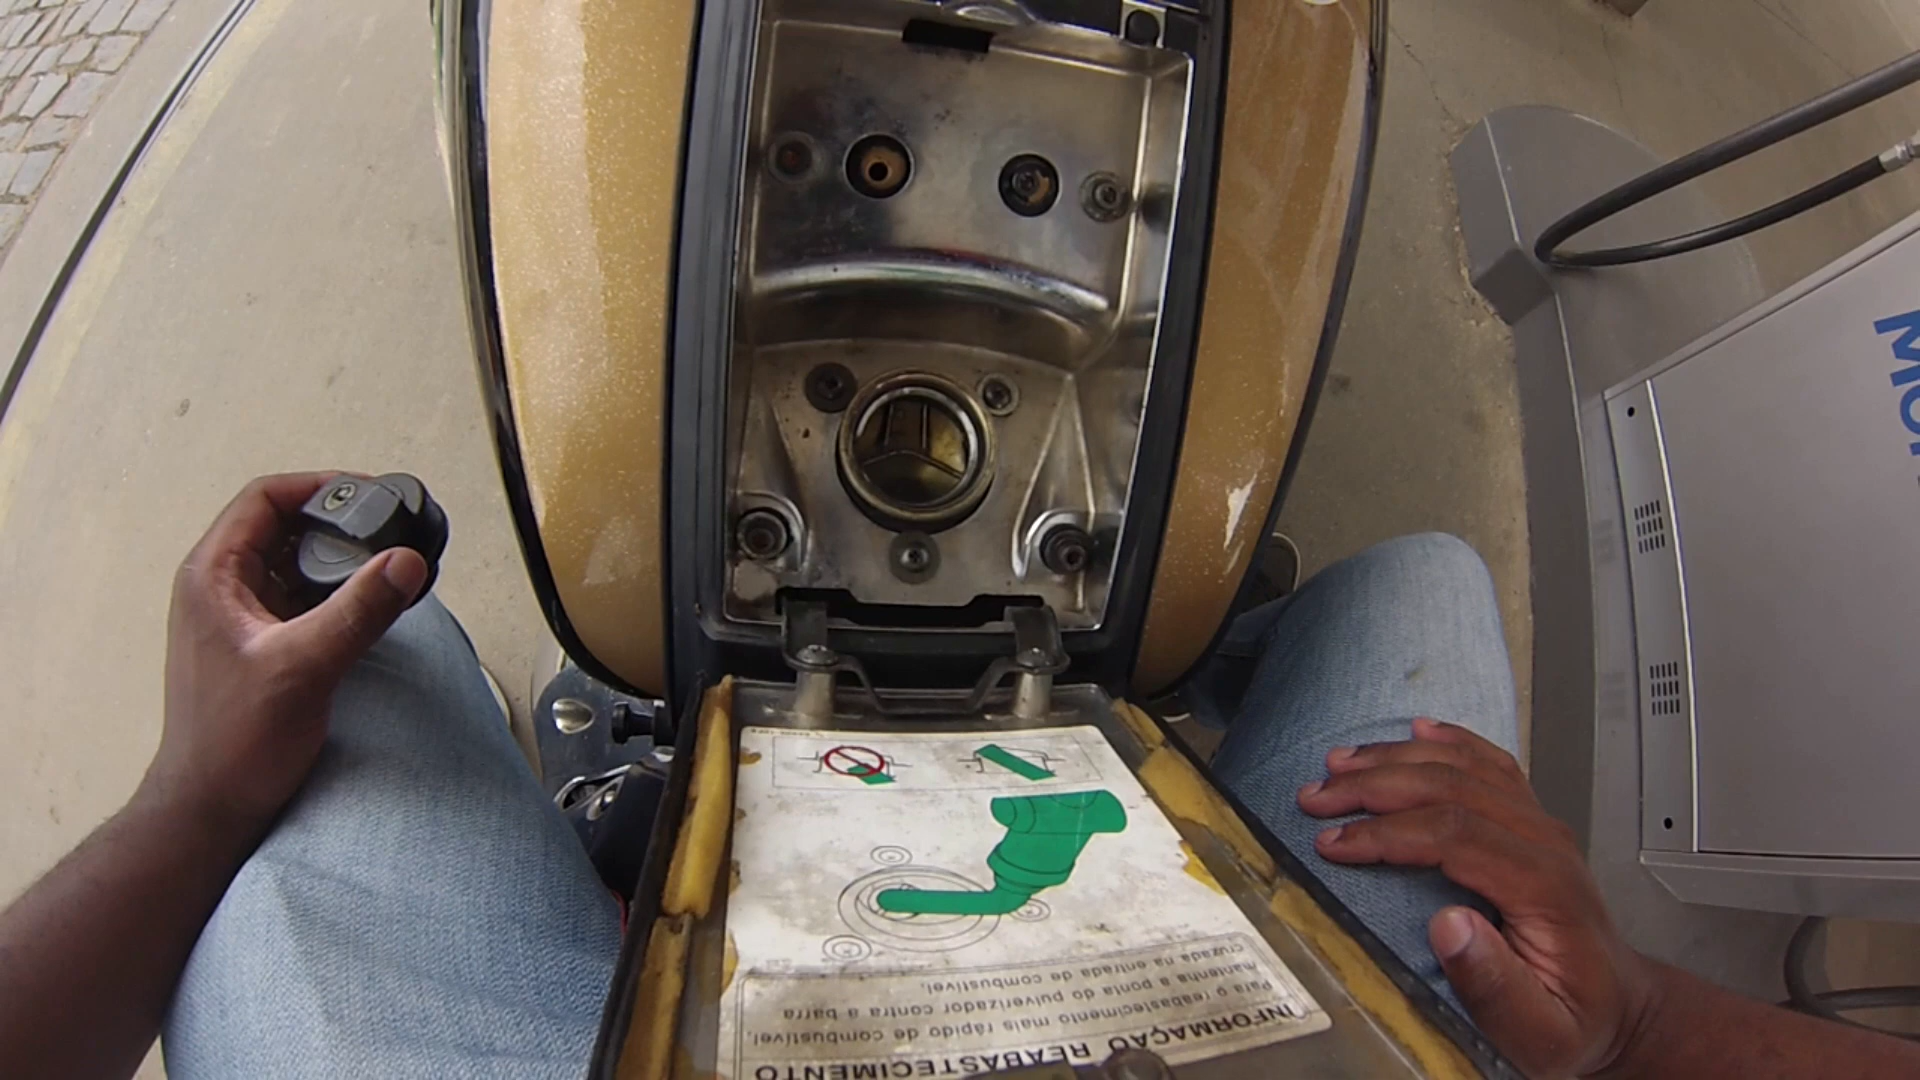 INFORMAÇÃO REABASTECIMENTO
Para o reabastecimento mais rápido de combustível,
mantenha a ponta do pulverizador contra a barra
cruzada na entrada de combustível.